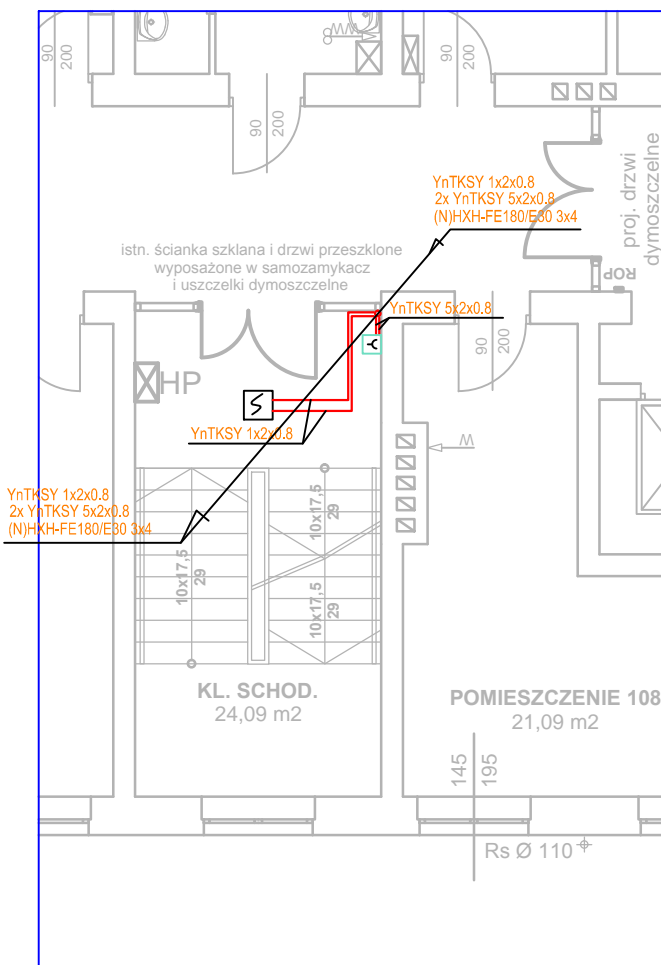 90
200
90
200
90
200
YnTKSY 1x2x0.8
2x YnTKSY 5x2x0.8
(N)HXH-FE180/E30 3x4
proj. drzwi
dymoszczelne
ROP
istn. ścianka szklana i drzwi przeszklone
wyposażone w samozamykacz
i uszczelki dymoszczelne
YnTKSY 5x2x0.8
90
200
HP
YnTKSY 1x2x0.8
M
YnTKSY 1x2x0.8
2x YnTKSY 5x2x0.8
(N)HXH-FE180/E30 3x4
10x17,5
29
10x17,5
29
10x17,5
29
KL. SCHOD.
24,09 m2
POMIESZCZENIE 108
21,09 m2
145
195
Rs Ø 110